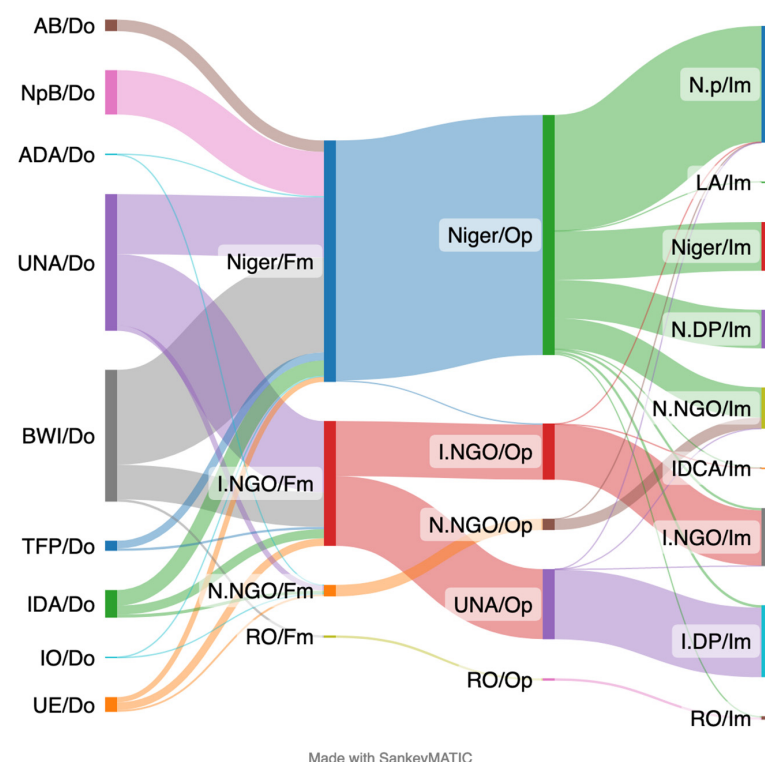 AB/Do
NpB/Do
ADA/Do
UNA/Do
BWI/Do
TFP/Do
IDA/Do
IO/Do
UE/Do
Niger/Fm
I.NGO/Fm
N.NGO/Fm
RO/Fm
Niger/Op
I.NGO/Op
N.NGO/Op
UNA/Op
RO/Op
N.p/Im
LA/Im
Niger/Im
N.DP/Im
N.NGO/Im
IDCA/Im
I.NGO/Im
I.DP/Im
RO/Im
Made with SankeyMATIC